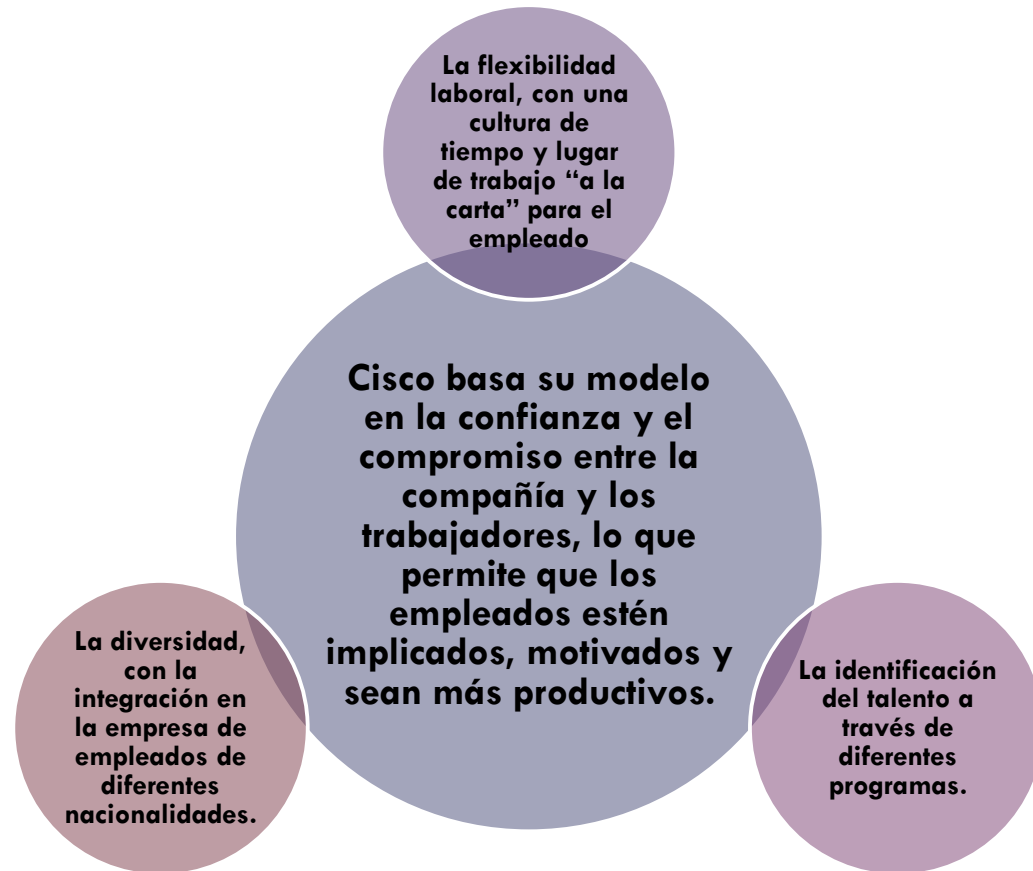 La flexibilidad
laboral, con una
cultura de
tiempo y lugar
de trabajo “a la
carta” para el
empleado
Cisco basa su modelo
en la confianza y el
compromiso entre la
compañía y los
trabajadores, lo que
permite que los
empleados estén
implicados, motivados y
sean más productivos.
La diversidad,
con la
integración en
la empresa de
empleados de
diferentes
nacionalidades.
La identificación
del talento a
través de
diferentes
programas.